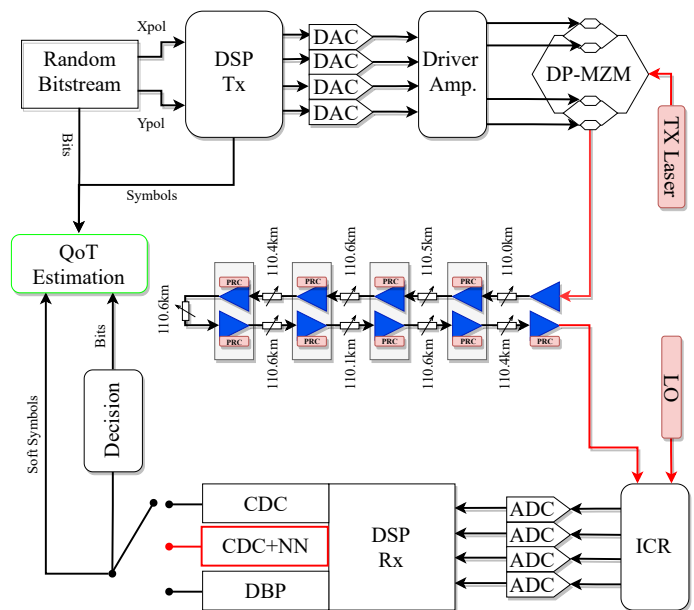 Random
Bitstream
Xpol
Ypol
DSP
Tx
DAC
DAC
DAC
DAC
Driver
Amp.
DP-MZM
TX Laser
Bits
Symbols
QoT
Estimation
110.4km
110.6km
110.5km
110.0km
PRC
PRC
PRC
PRC
110.6km
PRC
PRC
PRC
PRC
PRC
110.6km
110.1km
110.6km
110.4km
LO
Bits
Soft Symbols
Decision
CDC
CDC+NN
DBP
DSP
Rx
ADC
ADC
ADC
ADC
ICR